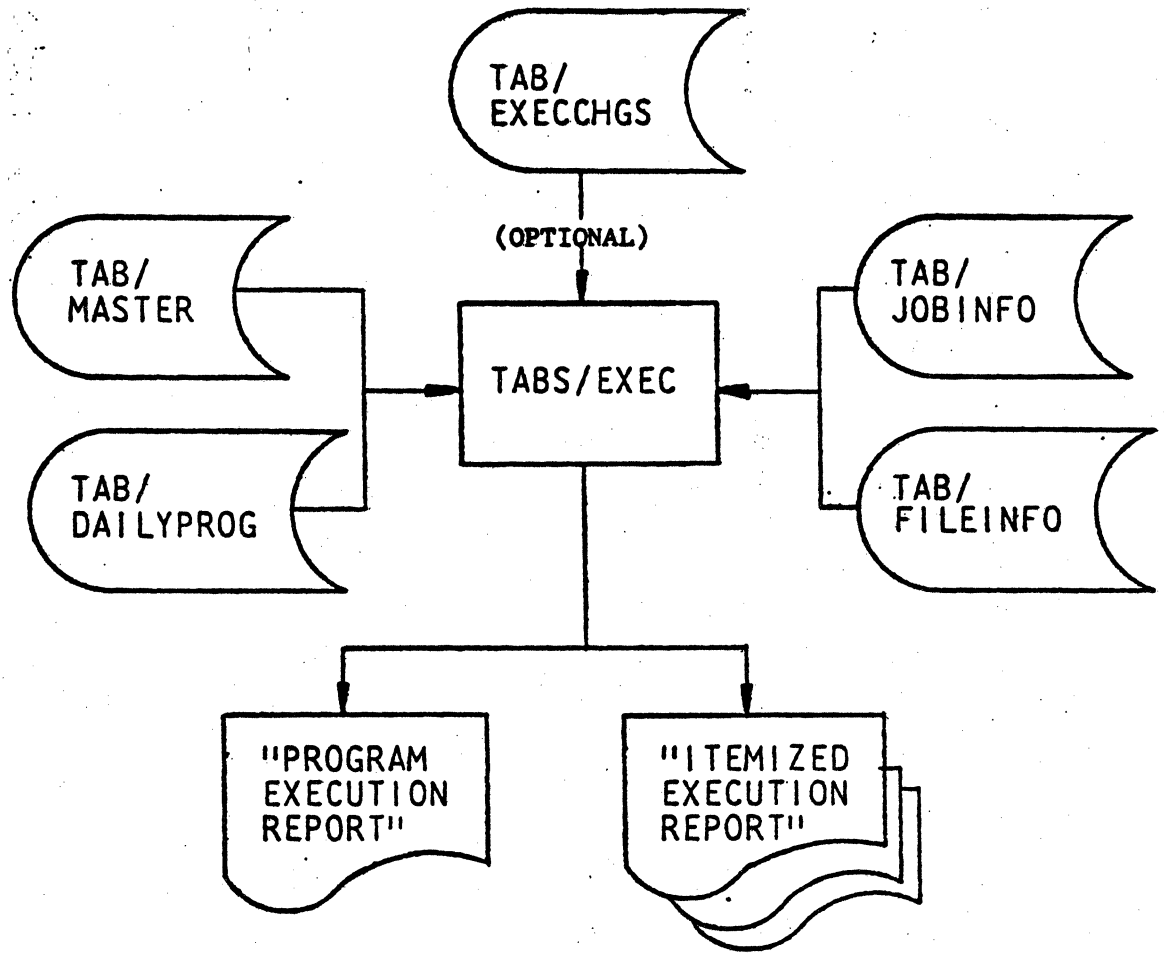 TAB/
EXECCHGS
(OPTIONAL)
TAB/
MASTER
TAB/
JOBINFO
TABS/EXEC
TAB/
DAILYPROG
TAB/
FILEINFO
"PROGRAM
EXECUTION
REPORT"
"ITEMIZED
EXECUTION
REPORT"